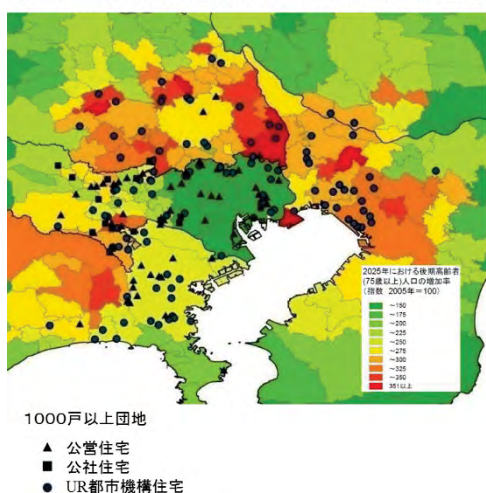 2025年における後期高齢者
(75歳以上)人口の増加率
(指数 2005年=100)
~150
~175
~200
~225
~250
~275
~300
~325
~350
351以上
1000戸以上団地
▲ 公営住宅
■ 公社住宅
● UR都市機構住宅